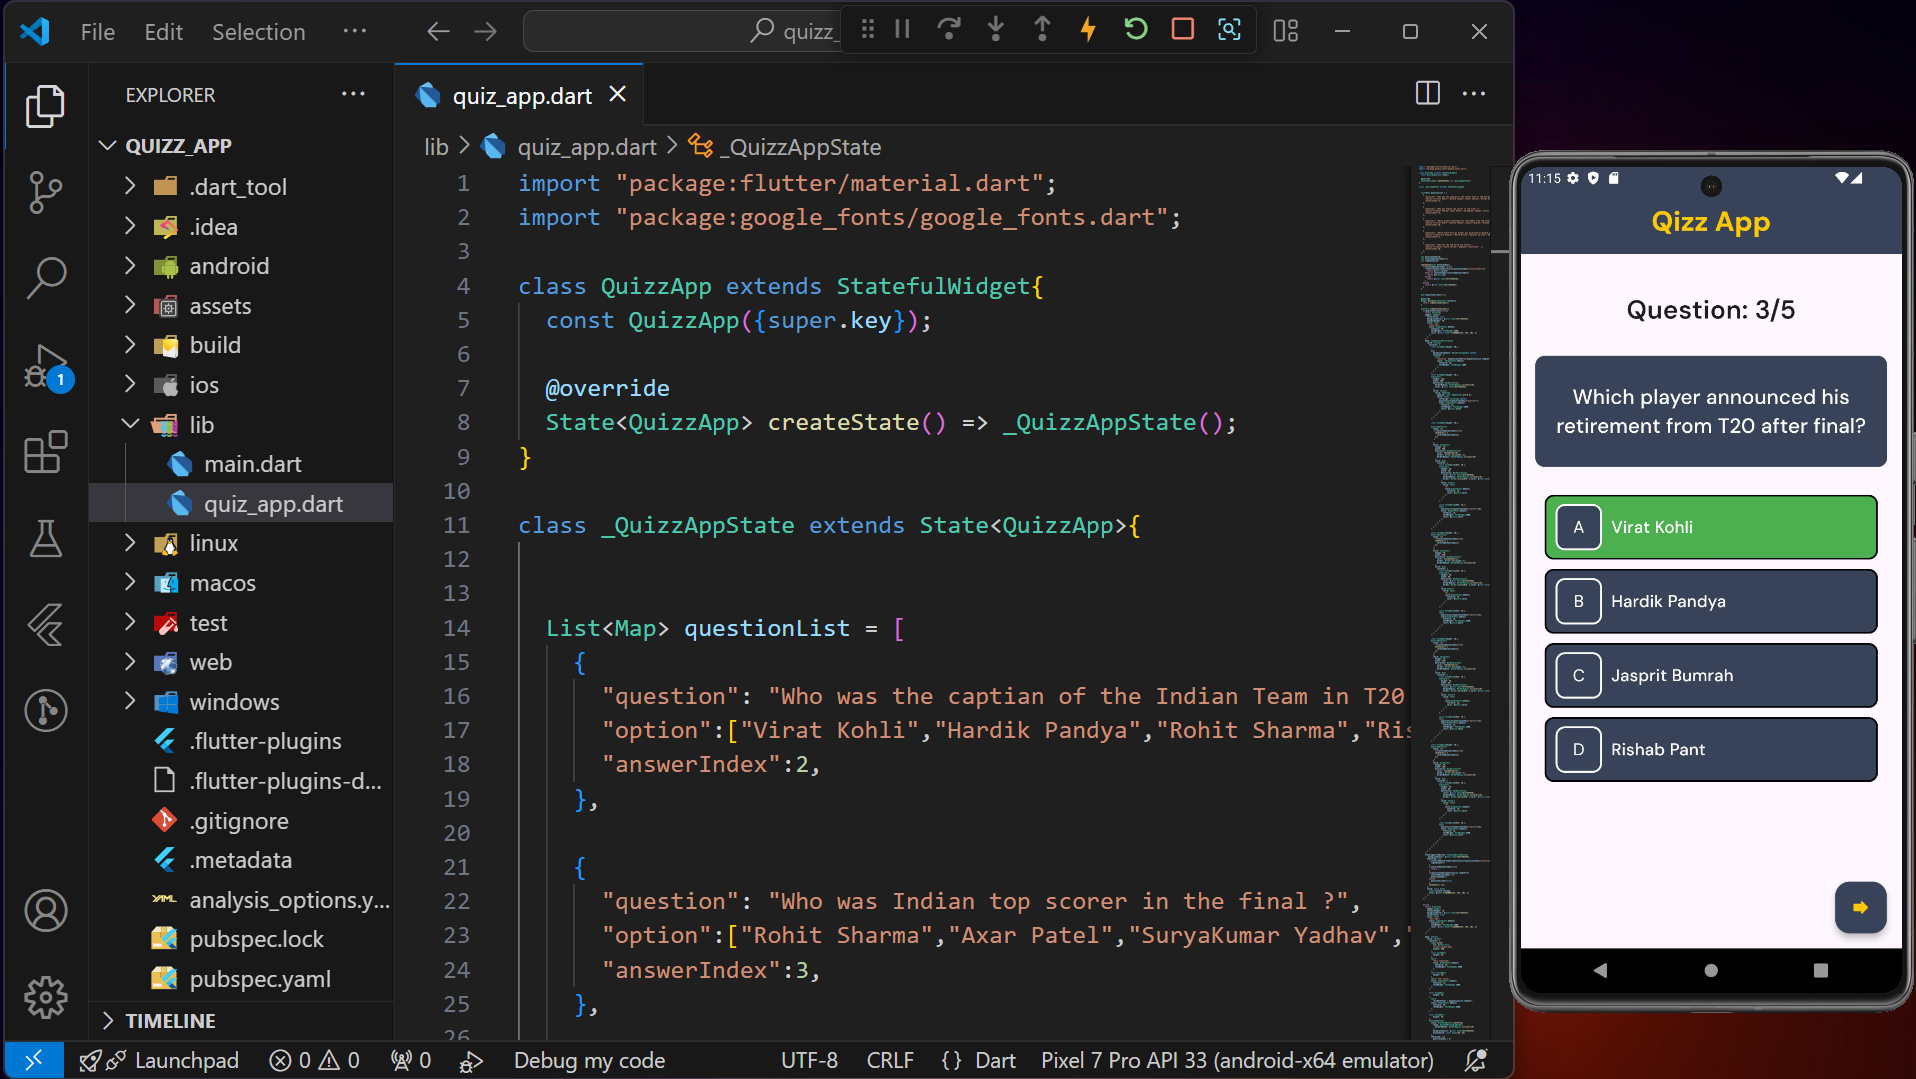 File Edit Selection ···
quizz_
EXPLORER ···
QUIZZ_APP
.dart_tool
.idea
android
assets
build
ios
lib
main.dart
quiz_app.dart
linux
macos
test
web
windows
.flutter-plugins
.flutter-plugins-d...
.gitignore
.metadata
analysis_options.y...
pubspec.lock
pubspec.yaml
TIMELINE
1
YAML
quiz_app.dart
lib > quiz_app.dart > _QuizzAppState
1 import "package:flutter/material.dart";
2 import "package:google_fonts/google_fonts.dart";
3
4 class QuizzApp extends StatefulWidget{
5 const QuizzApp({super.key});
6
7 @override
8 State<QuizzApp> createState() => _QuizzAppState();
9 }
10
11 class _QuizzAppState extends State<QuizzApp>{
12
13
14 List<Map> questionList = [
15 {
16 "question": "Who was the captian of the Indian Team in T20
17 "option":["Virat Kohli","Hardik Pandya","Rohit Sharma","Ris
18 "answerIndex":2,
19 },
20
21 {
22 "question": "Who was Indian top scorer in the final ?",
23 "option":["Rohit Sharma","Axar Patel","SuryaKumar Yadhav","
24 "answerIndex":3,
25 },
26
Launchpad 0 0 0 Debug my code UTF-8 CRLF {} Dart Pixel 7 Pro API 33 (android-x64 emulator)
11:15
Qizz App
Question: 3/5
Which player announced his
retirement from T20 after final?
A Virat Kohli
B Hardik Pandya
C Jasprit Bumrah
D Rishab Pant